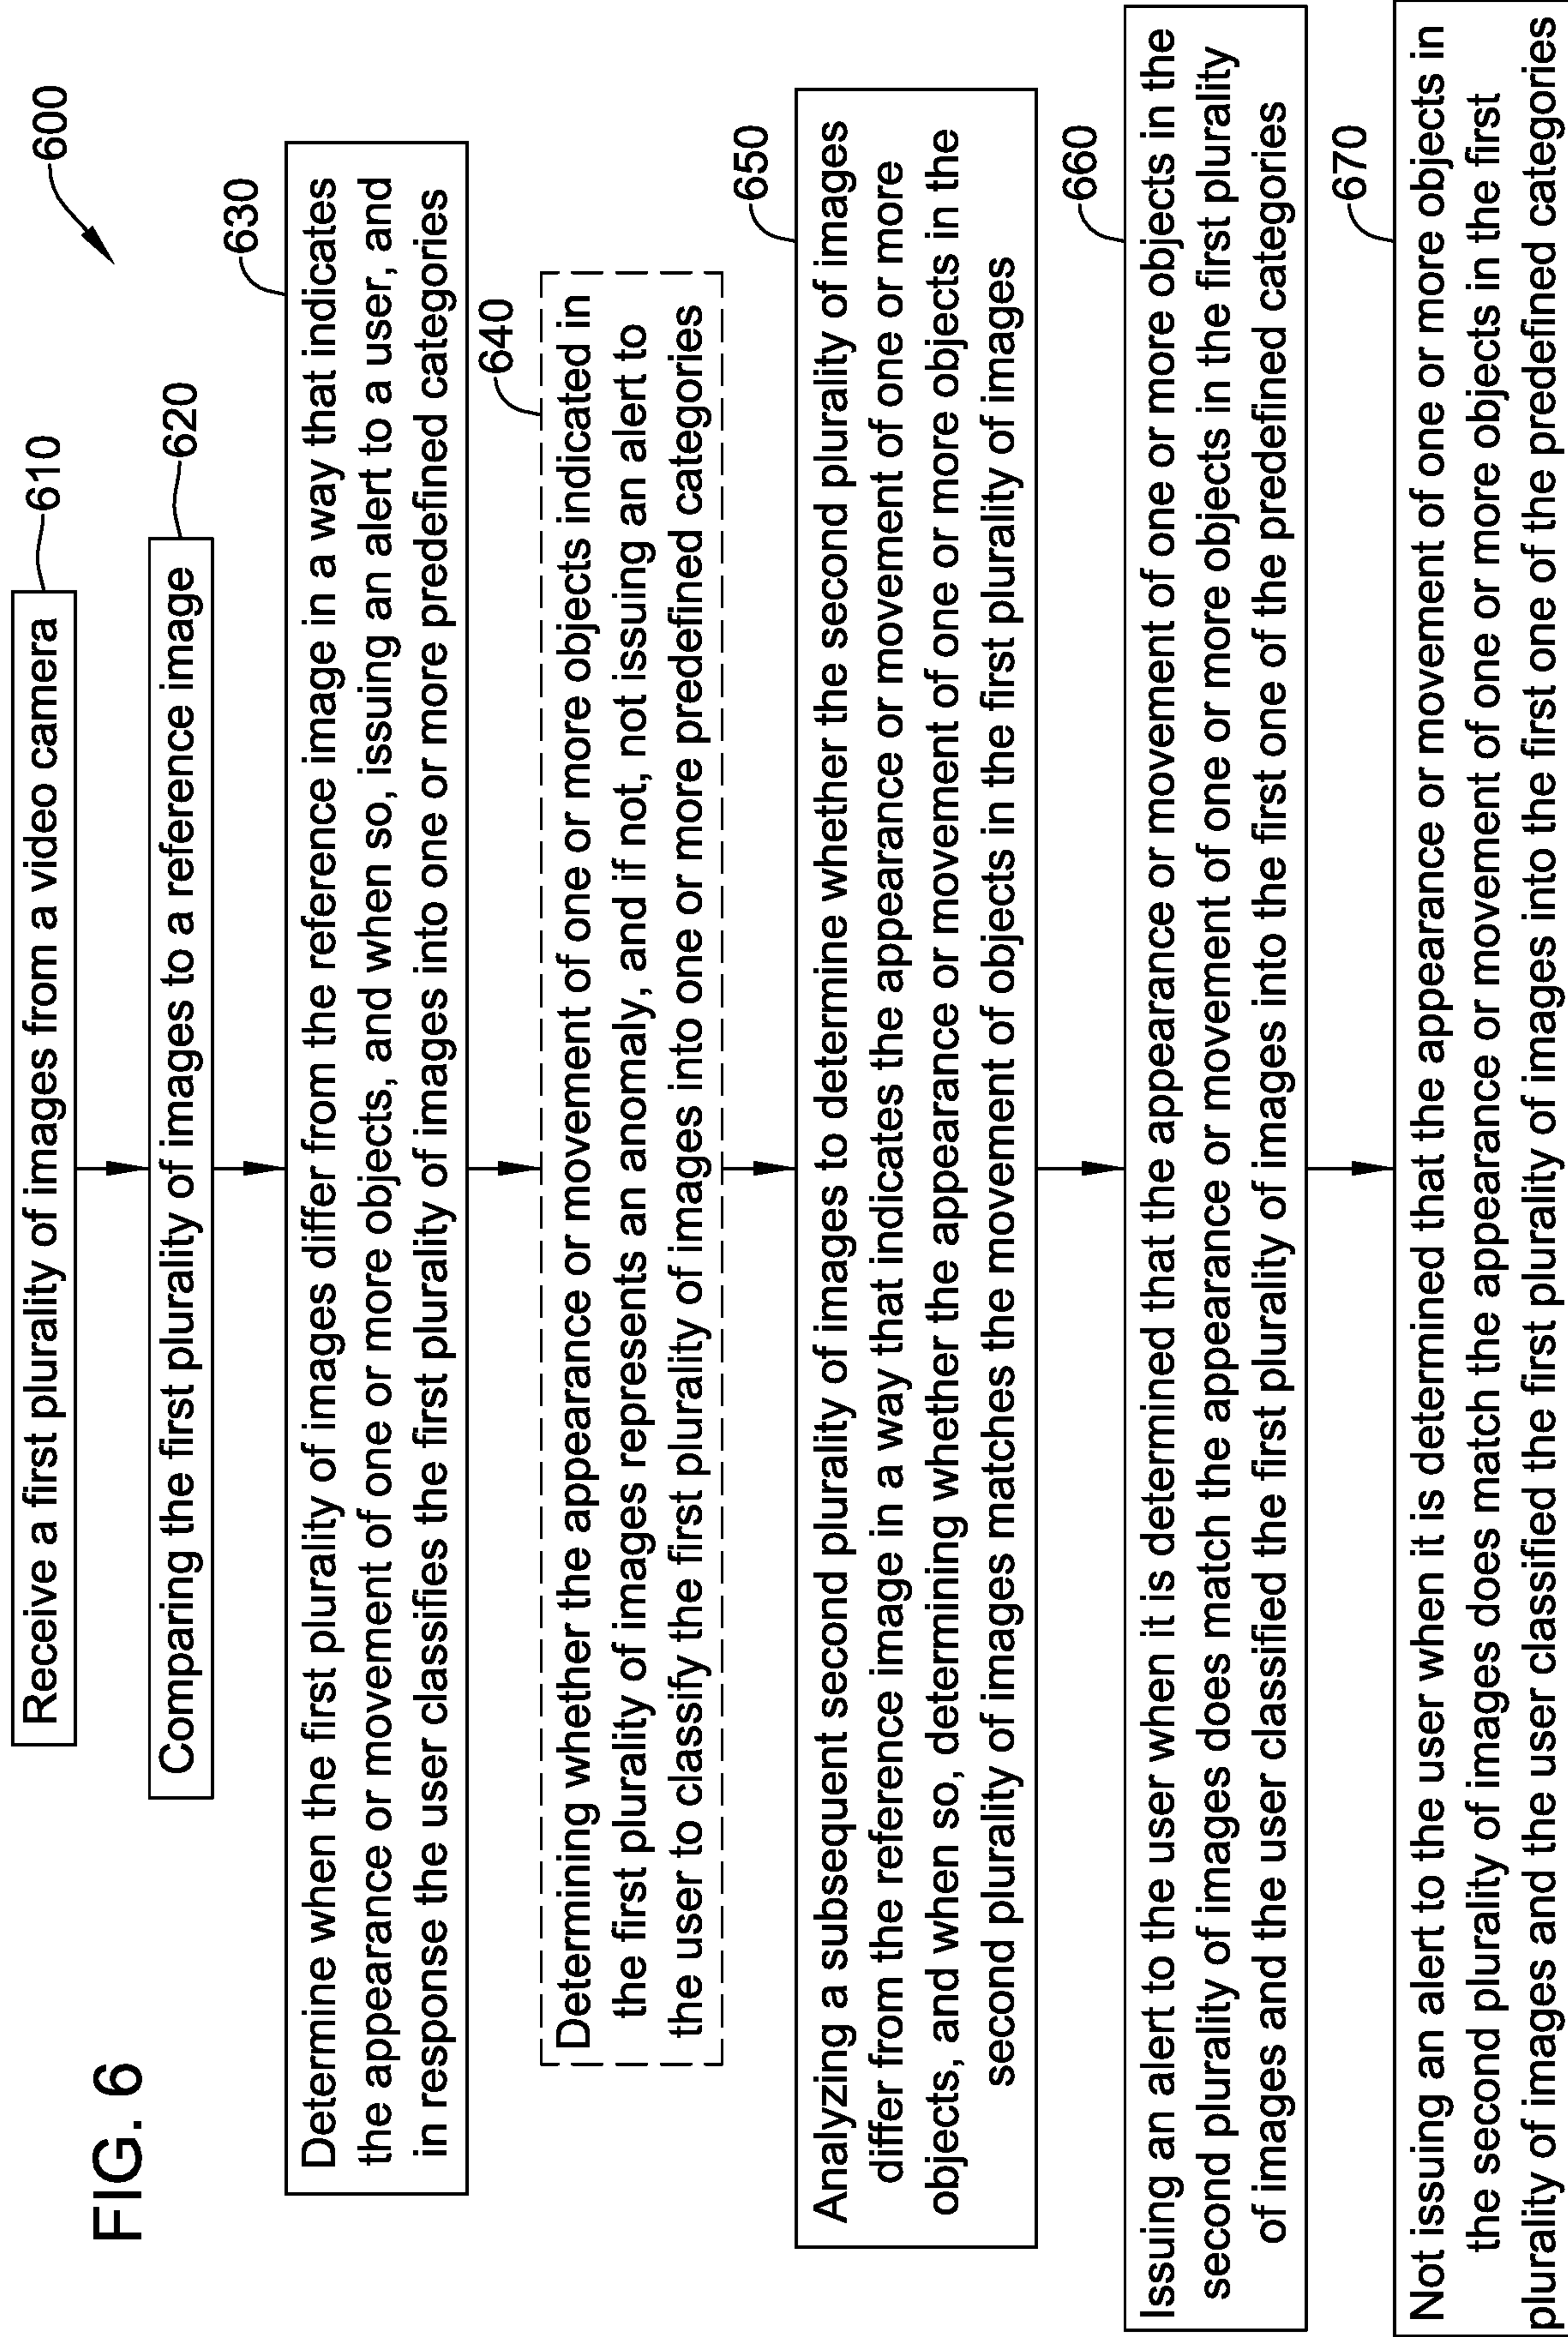 FIG. 6
600
610
Receive a first plurality of images from a video camera
620
Comparing the first plurality of images to a reference image
630
Determine when the first plurality of images differ from the reference image in a way that indicates
the appearance or movement of one or more objects, and when so, issuing an alert to a user, and
in response the user classifies the first plurality of images into one or more predefined categories
640
Determining whether the appearance or movement of one or more objects indicated in
the first plurality of images represents an anomaly, and if not, not issuing an alert to
the user to classify the first plurality of images into one or more predefined categories
650
Analyzing a subsequent second plurality of images to determine whether the second plurality of images
differ from the reference image in a way that indicates the appearance or movement of one or more
objects, and when so, determining whether the appearance or movement of one or more objects in the
second plurality of images matches the movement of objects in the first plurality of images
660
Issuing an alert to the user when it is determined that the appearance or movement of one or more objects in the
second plurality of images does match the appearance or movement of one or more objects in the first plurality
of images and the user classified the first plurality of images into the first one of the predefined categories
670
Not issuing an alert to the user when it is determined that the appearance or movement of one or more objects in
the second plurality of images does match the appearance or movement of one or more objects in the first
plurality of images and the user classified the first plurality of images into the first one of the predefined categories